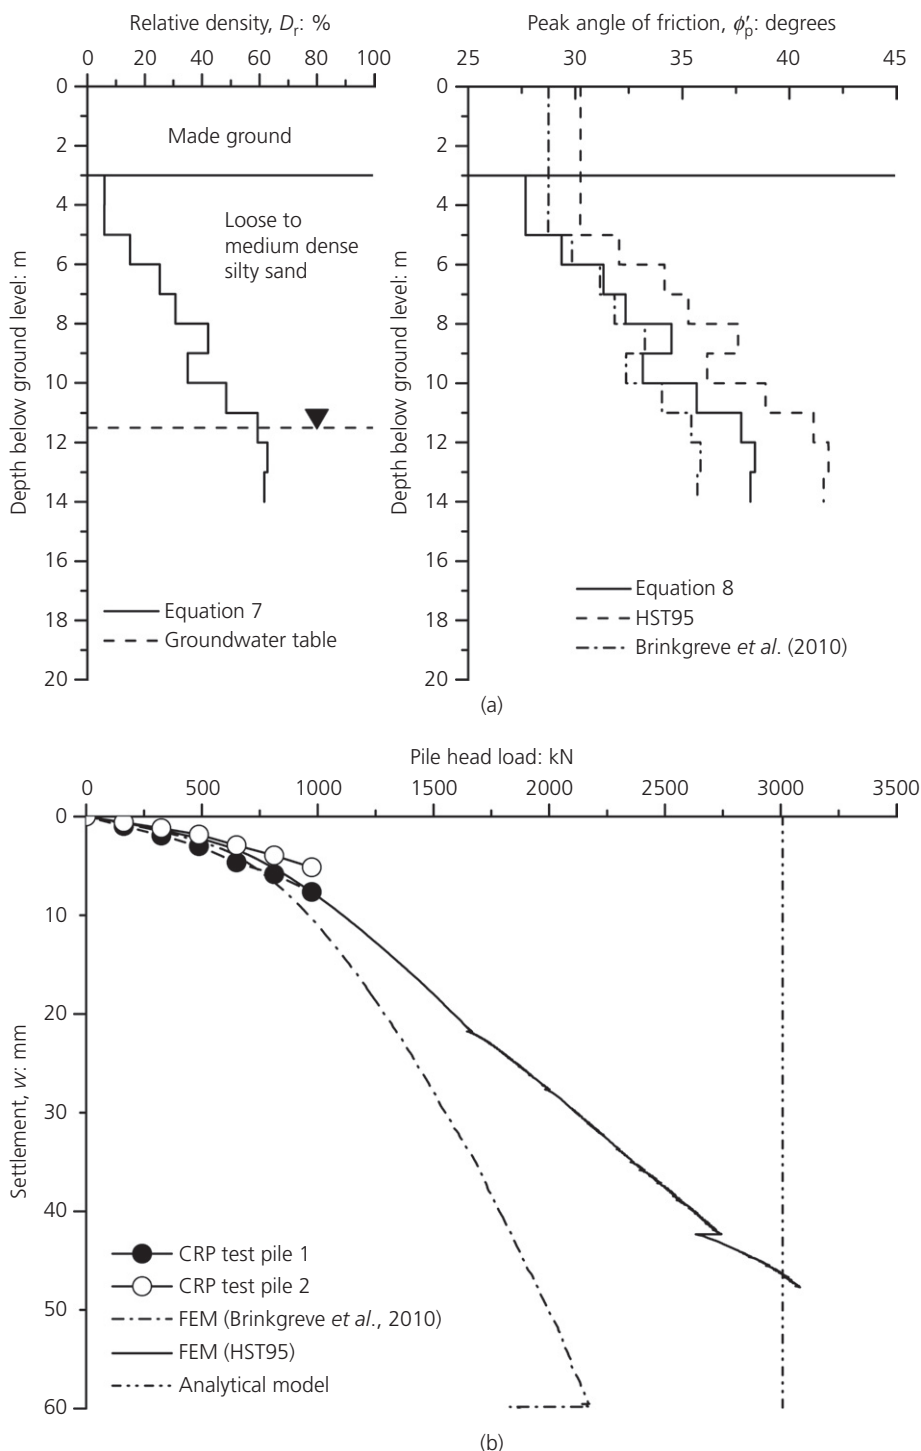 Relative density, Dr: %
0 20 40 60 80 100
Peak angle of friction, ϕ′p: degrees
25 30 35 40 45
Depth below ground level: m
0
2
4
6
8
10
12
14
16
18
20
Made ground
Loose to
medium dense
silty sand
Equation 7
Groundwater table
Depth below ground level: m
0
2
4
6
8
10
12
14
16
18
20
Equation 8
HST95
Brinkgreve et al. (2010)
(a)
Pile head load: kN
0 500 1000 1500 2000 2500 3000 3500
Settlement, w: mm
0
10
20
30
40
50
60
CRP test pile 1
CRP test pile 2
FEM (Brinkgreve et al., 2010)
FEM (HST95)
Analytical model
(b)